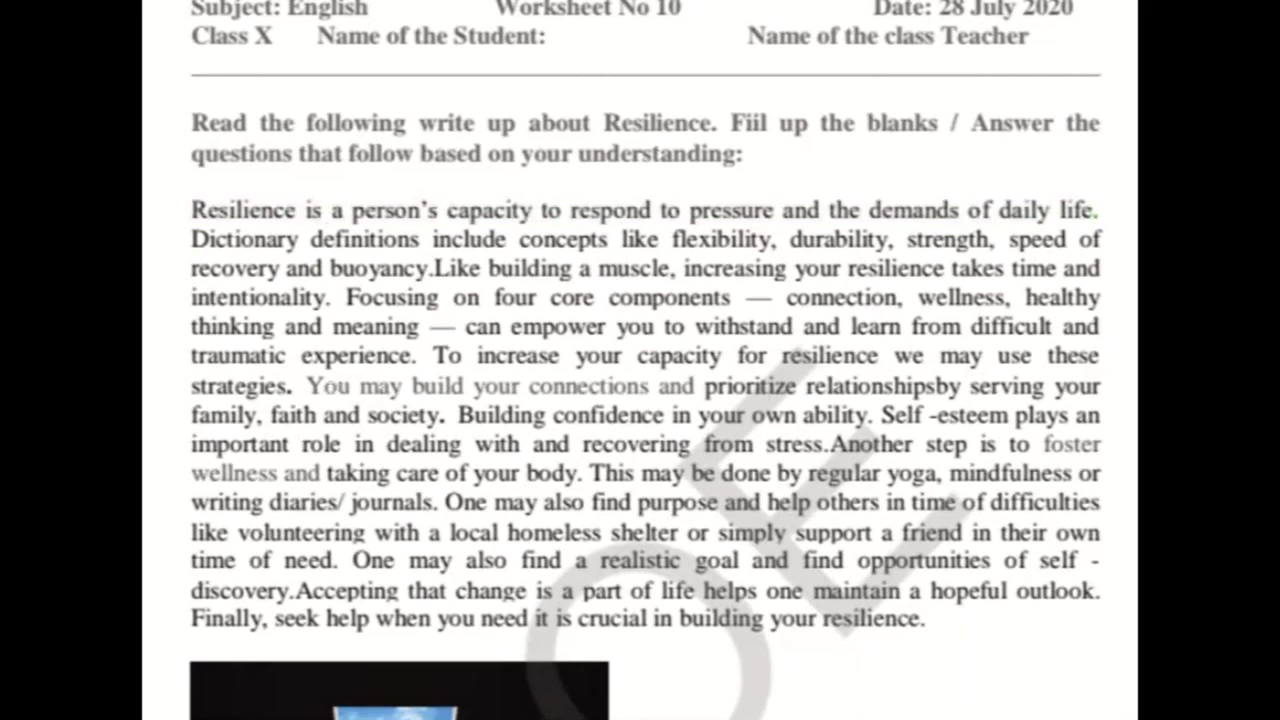 Subject: English Worksheet No 10 Date: 28 July 2020
Class X Name of the Student: Name of the class Teacher
Read the following write up about Resilience. Fiil up the blanks / Answer the
questions that follow based on your understanding:
Resilience is a person's capacity to respond to pressure and the demands of daily life.
Dictionary definitions include concepts like flexibility, durability, strength, speed of
recovery and buoyancy.Like building a muscle, increasing your resilience takes time and
intentionality. Focusing on four core components — connection, wellness, healthy
thinking and meaning — can empower you to withstand and learn from difficult and
traumatic experience. To increase your capacity for resilience we may use these
strategies. You may build your connections and prioritize relationshipsby serving your
family, faith and society. Building confidence in your own ability. Self -esteem plays an
important role in dealing with and recovering from stress.Another step is to foster
wellness and taking care of your body. This may be done by regular yoga, mindfulness or
writing diaries/ journals. One may also find purpose and help others in time of difficulties
like volunteering with a local homeless shelter or simply support a friend in their own
time of need. One may also find a realistic goal and find opportunities of self -
discovery.Accepting that change is a part of life helps one maintain a hopeful outlook.
Finally, seek help when you need it is crucial in building your resilience.
OE